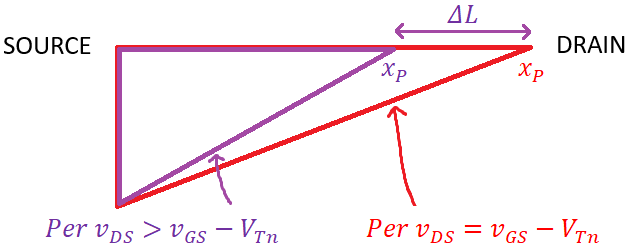 ΔL
SOURCE
DRAIN
x_P
x_P
Per v_DS > v_GS − V_Tn
Per v_DS = v_GS − V_Tn